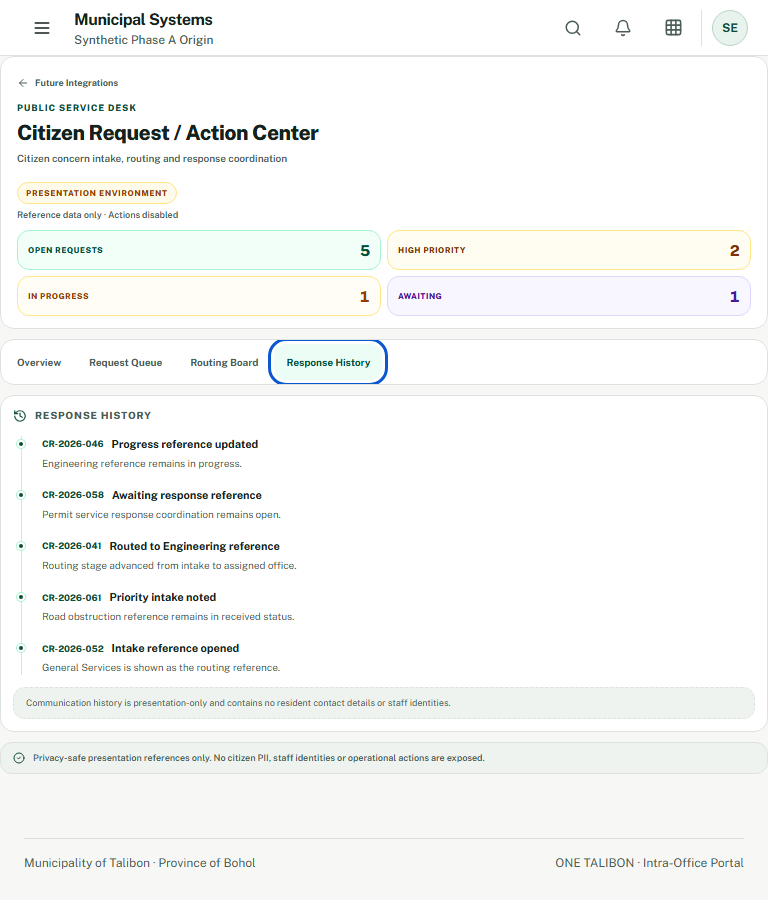 Municipal Systems
Synthetic Phase A Origin
SE
Future Integrations
PUBLIC SERVICE DESK
Citizen Request / Action Center
Citizen concern intake, routing and response coordination
PRESENTATION ENVIRONMENT
Reference data only · Actions disabled
OPEN REQUESTS 5
HIGH PRIORITY 2
IN PROGRESS 1
AWAITING 1
Overview Request Queue Routing Board Response History
RESPONSE HISTORY
CR-2026-046 Progress reference updated
Engineering reference remains in progress.
CR-2026-058 Awaiting response reference
Permit service response coordination remains open.
CR-2026-041 Routed to Engineering reference
Routing stage advanced from intake to assigned office.
CR-2026-061 Priority intake noted
Road obstruction reference remains in received status.
CR-2026-052 Intake reference opened
General Services is shown as the routing reference.
Communication history is presentation-only and contains no resident contact details or staff identities.
Privacy-safe presentation references only. No citizen PII, staff identities or operational actions are exposed.
Municipality of Talibon · Province of Bohol
ONE TALIBON · Intra-Office Portal